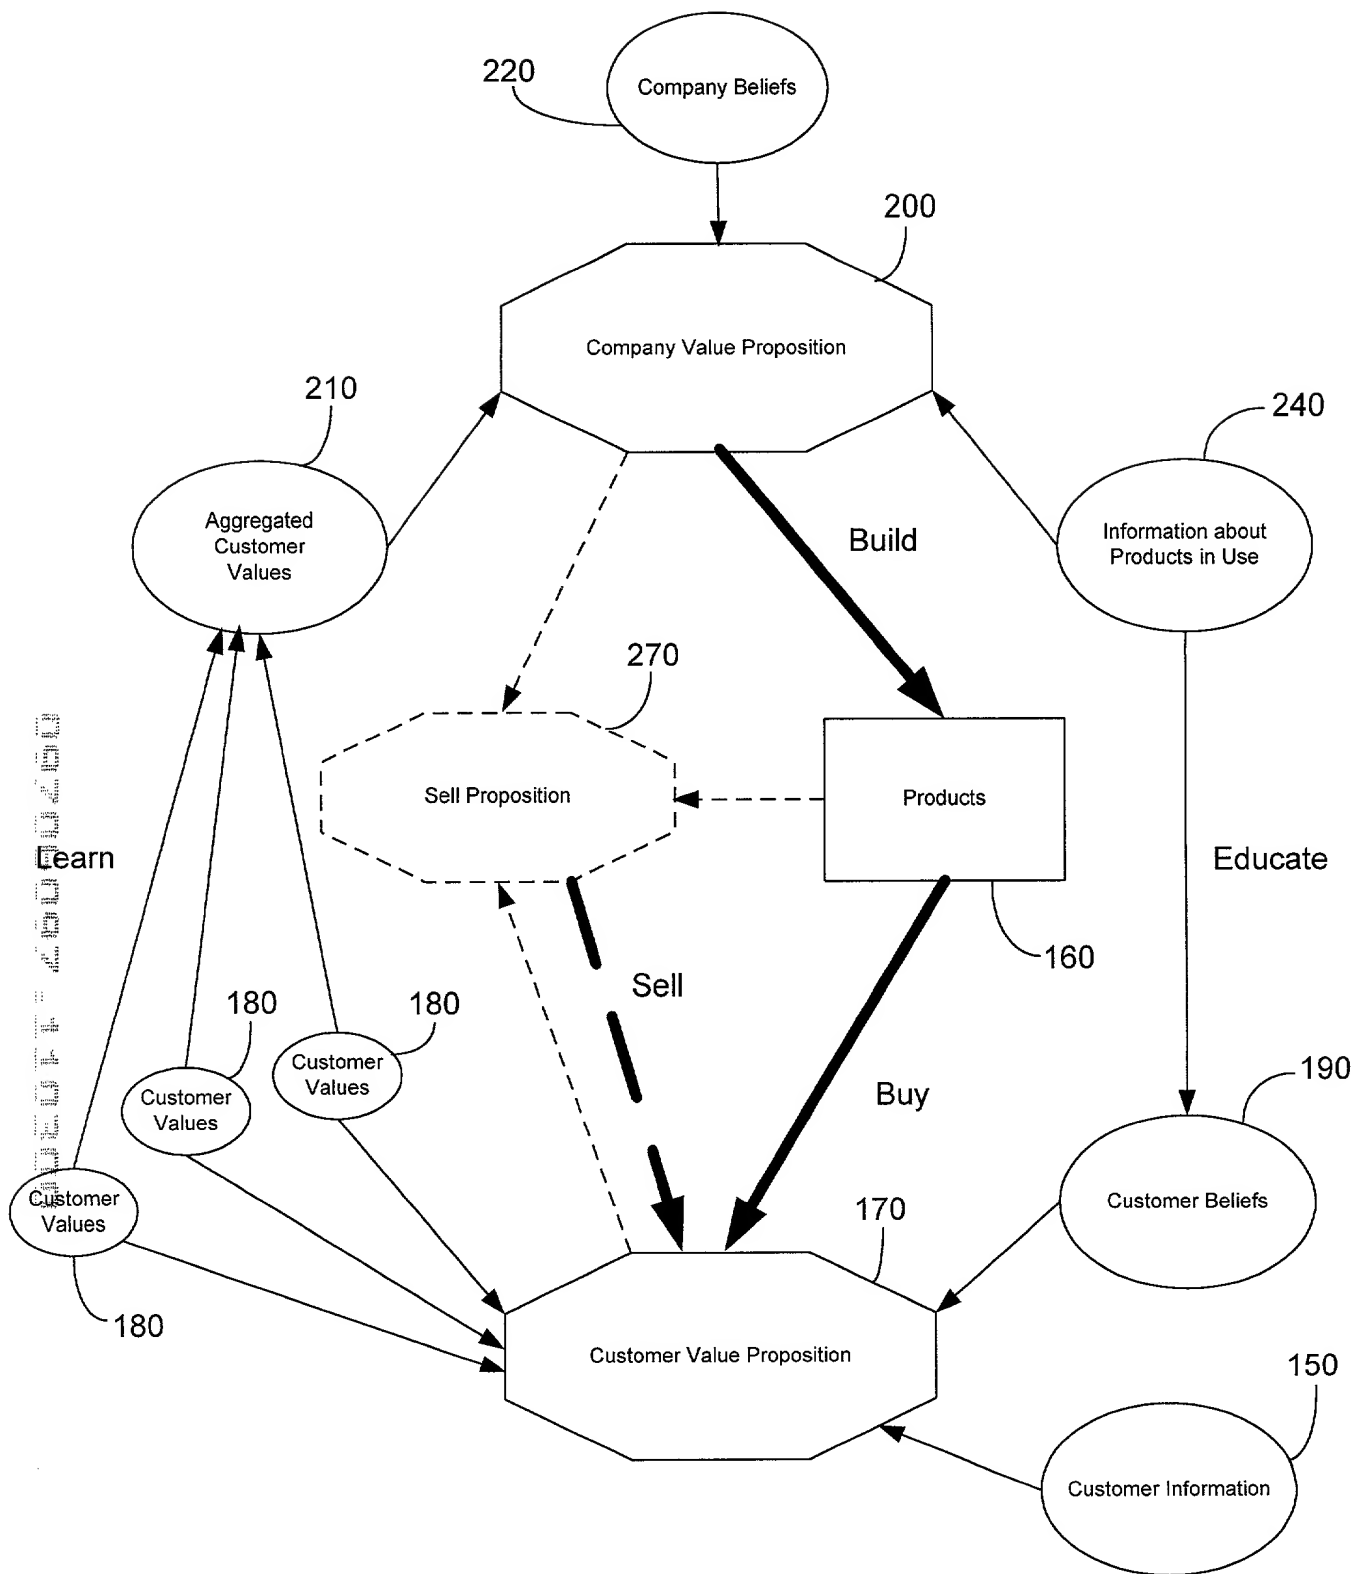 220
Company Beliefs
200
Company Value Proposition
210
240
Aggregated
Customer
Values
Information about
Products in Use
Build
270
Sell Proposition
Products
Learn
Educate
160
Sell
180
180
Customer
Values
Customer
Values
Buy
190
Customer
Values
Customer Beliefs
170
180
Customer Value Proposition
150
Customer Information